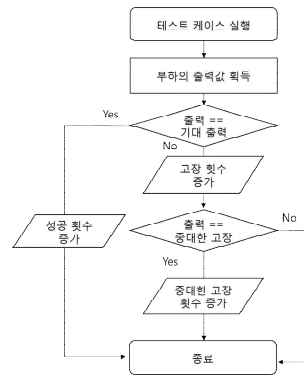 테스트 케이스 실행
부하의 출력값 획득
Yes
출력 ==
기대 출력
No
고장 횟수
증가
성공 횟수
증가
출력 ==
중대한 고장
No
Yes
중대한 고장
횟수 증가
종료